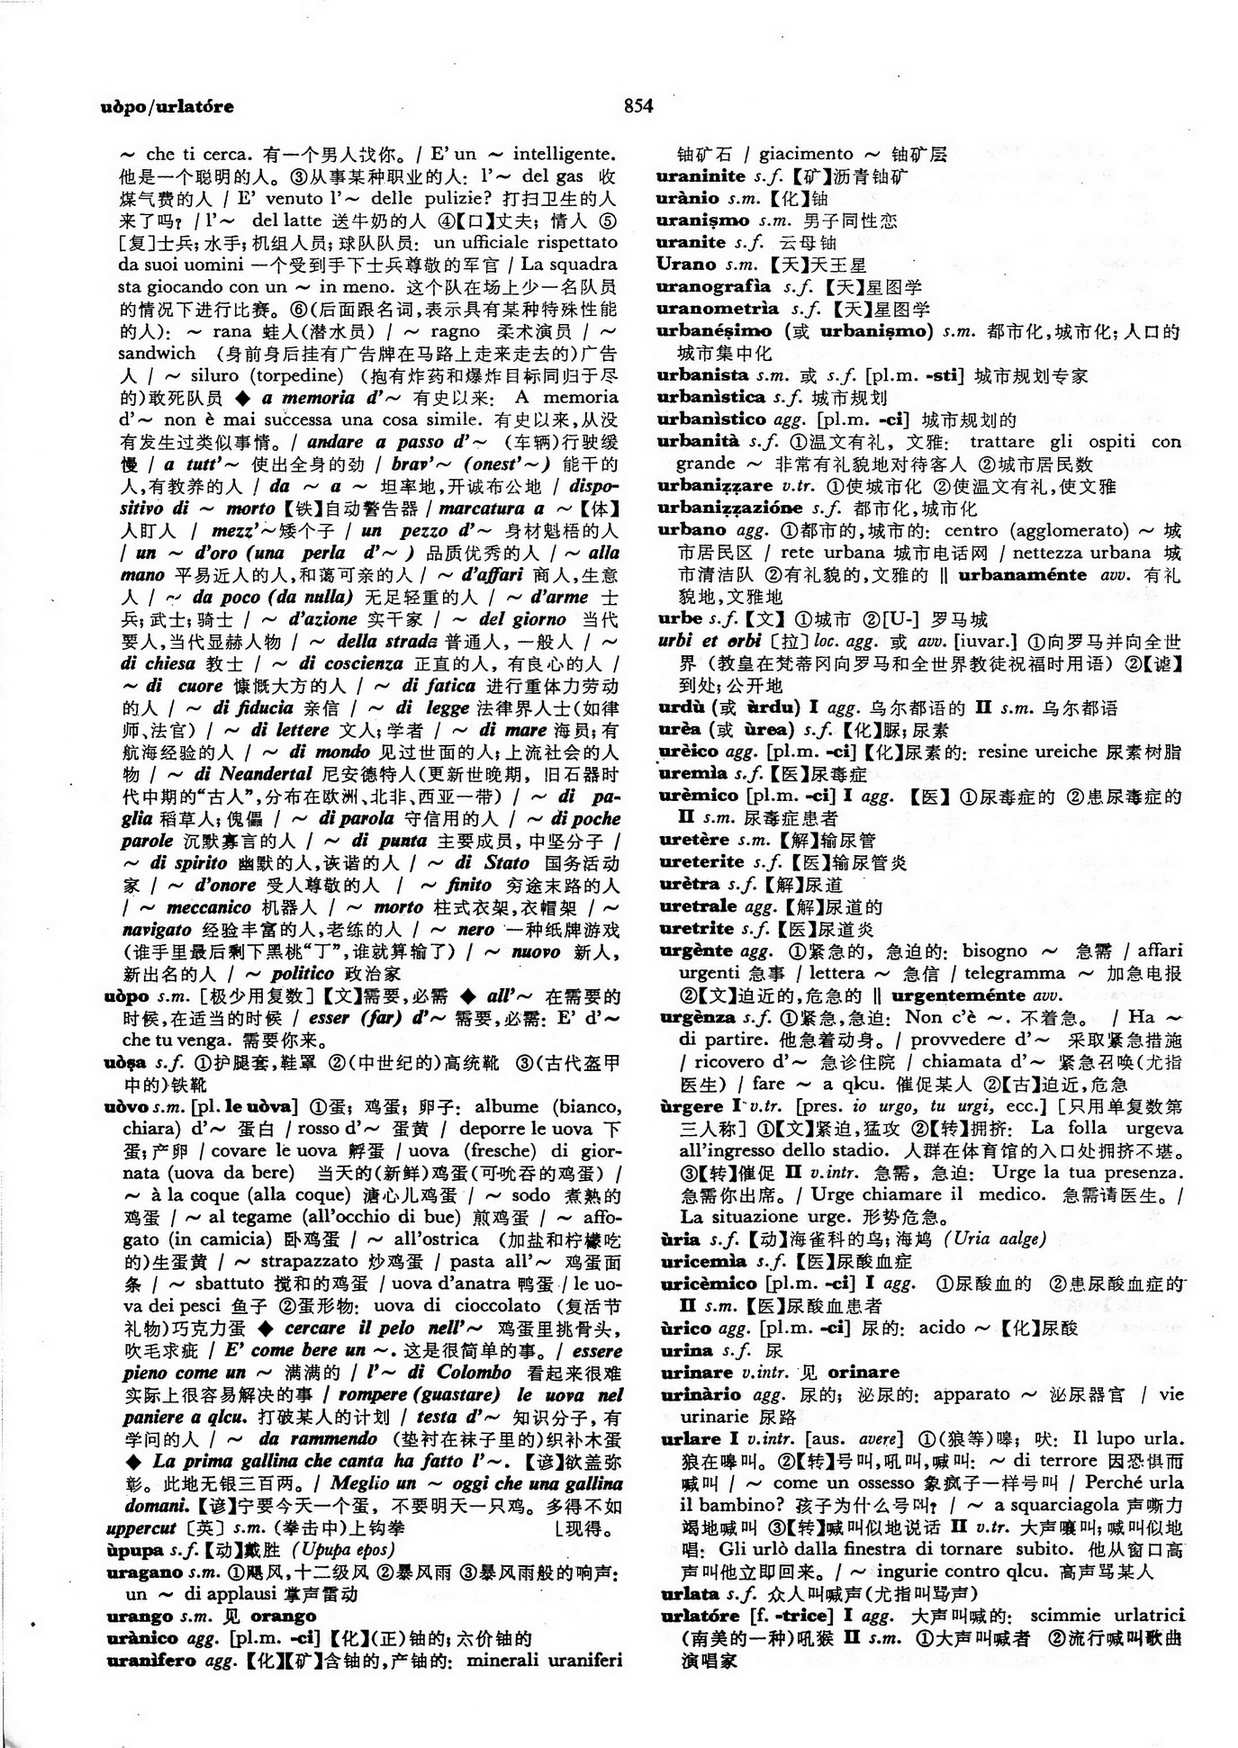 uòpo/urlatóre
854
～ che ti cerca. 有一个男人找你。/ E' un ～ intelligente.
他是一个聪明的人。③从事某种职业的人: l'～ del gas 收
煤气费的人 / E' venuto l'～ delle pulizie? 打扫卫生的人
来了吗? / l'～ del latte 送牛奶的人 ④【口】丈夫; 情人 ⑤
[复]士兵; 水手; 机组人员; 球队队员: un ufficiale rispettato
da suoi uomini 一个受到手下士兵尊敬的军官 / La squadra
sta giocando con un ～ in meno. 这个队在场上少一名队员
的情况下进行比赛。⑥(后面跟名词,表示具有某种特殊性能
的人): ～ rana 蛙人(潜水员) / ～ ragno 柔术演员 / ～
sandwich (身前身后挂有广告牌在马路上走来走去的)广告
人 / ～ siluro (torpedine) (抱有炸药和爆炸目标同归于尽
的)敢死队员 ◆ a memoria d'～ 有史以来: A memoria
d'～ non è mai successa una cosa simile. 有史以来,从没
有发生过类似事情。/ andare a passo d'～ (车辆)行驶缓
慢 / a tutt'～ 使出全身的劲 / brav'～ (onest'～) 能干的
人,有教养的人 / da ～ a ～ 坦率地,开诚布公地 / dispo-
sitivo di ～ morto【铁】自动警告器 / marcatura a ～【体】
人盯人 / mezz'～矮个子 / un pezzo d'～ 身材魁梧的人
/ un ～ d'oro (una perla d'～) 品质优秀的人 / ～ alla
mano 平易近人的人,和蔼可亲的人 / ～ d'affari 商人,生意
人 / ～ da poco (da nulla) 无足轻重的人 / ～ d'arme 士
兵; 武士; 骑士 / ～ d'azione 实干家 / ～ del giorno 当代
要人,当代显赫人物 / ～ della strada 普通人, 一般人 / ～
di chiesa 教士 / ～ di coscienza 正直的人, 有良心的人 /
～ di cuore 慷慨大方的人 / ～ di fatica 进行重体力劳动
的人 / ～ di fiducia 亲信 / ～ di legge 法律界人士(如律
师、法官) / ～ di lettere 文人; 学者 / ～ di mare 海员; 有
航海经验的人 / ～ di mondo 见过世面的人; 上流社会的人
物 / ～ di Neandertal 尼安德特人(更新世晚期, 旧石器时
代中期的“古人”,分布在欧洲、北非、西亚一带) / ～ di pa-
glia 稻草人; 傀儡 / ～ di parola 守信用的人 / ～ di poche
parole 沉默寡言的人 / ～ di punta 主要成员, 中坚分子 /
～ di spirito 幽默的人,诙谐的人 / ～ di Stato 国务活动
家 / ～ d'onore 受人尊敬的人 / ～ finito 穷途末路的人
/ ～ meccanico 机器人 / ～ morto 柱式衣架,衣帽架 / ～
navigato 经验丰富的人,老练的人 / ～ nero 一种纸牌游戏
(谁手里最后剩下黑桃“丁”,谁就算输了) / ～ nuovo 新人,
新出名的人 / ～ politico 政治家
uòpo s.m. [极少用复数]【文】需要,必需 ◆ all'～ 在需要的
时候,在适当的时候 / esser (far) d'～ 需要,必需: E' d'～
che tu venga. 需要你来。
uòṣa s.f. ①护腿套,鞋罩 ②(中世纪的)高统靴 ③(古代盔甲
中的)铁靴
uòvo s.m. [pl. le uòva] ①蛋; 鸡蛋; 卵子: albume (bianco,
chiara) d'～ 蛋白 / rosso d'～ 蛋黄 / deporre le uova 下
蛋; 产卵 / covare le uova 孵蛋 / uova (fresche) di gior-
nata (uova da bere) 当天的(新鲜)鸡蛋(可吮吞的鸡蛋) /
～ à la coque (alla coque) 溏心儿鸡蛋 / ～ sodo 煮熟的
鸡蛋 / ～ al tegame (all'occhio di bue) 煎鸡蛋 / ～ affo-
gato (in camicia) 卧鸡蛋 / ～ all'ostrica (加盐和柠檬吃
的)生蛋黄 / ～ strapazzato 炒鸡蛋 / pasta all'～ 鸡蛋面
条 / ～ sbattuto 搅和的鸡蛋 / uova d'anatra 鸭蛋 / le uo-
va dei pesci 鱼子 ②蛋形物: uova di cioccolato (复活节
礼物)巧克力蛋 ◆ cercare il pelo nell'～ 鸡蛋里挑骨头,
吹毛求疵 / E' come bere un ～. 这是很简单的事。/ essere
pieno come un ～ 满满的 / l'～ di Colombo 看起来很难
实际上很容易解决的事 / rompere (guastare) le uova nel
paniere a qlcu. 打破某人的计划 / testa d'～ 知识分子, 有
学问的人 / ～ da rammendo (垫衬在袜子里的)织补木蛋
◆ La prima gallina che canta ha fatto l'～. 【谚】欲盖弥
彰。此地无银三百两。/ Meglio un ～ oggi che una gallina
domani.【谚】宁要今天一个蛋, 不要明天一只鸡。多得不如
uppercut [英] s.m. (拳击中)上钩拳 [现得。
ùpupa s.f.【动】戴胜 (Upupa epos)
uragano s.m. ①飓风,十二级风 ②暴风雨 ③暴风雨般的响声:
un ～ di applausi 掌声雷动
urango s.m. 见 orango
urànico agg. [pl.m. -ci]【化】(正)铀的; 六价铀的
uranìfero agg.【化】【矿】含铀的,产铀的: minerali uraniferi
铀矿石 / giacimento ～ 铀矿层
uraninite s.f.【矿】沥青铀矿
urànio s.m.【化】铀
uraniṣmo s.m. 男子同性恋
uranite s.f. 云母铀
Urano s.m.【天】天王星
uranografìa s.f.【天】星图学
uranometrìa s.f.【天】星图学
urbanéṣimo (或 urbaniṣmo) s.m. 都市化,城市化; 人口的
城市集中化
urbanista s.m. 或 s.f. [pl.m. -sti] 城市规划专家
urbanìstica s.f. 城市规划
urbanìstico agg. [pl.m. -ci] 城市规划的
urbanità s.f. ①温文有礼, 文雅: trattare gli ospiti con
grande ～ 非常有礼貌地对待客人 ②城市居民数
urbaniẓẓare v.tr. ①使城市化 ②使温文有礼,使文雅
urbaniẓẓazióne s.f. 都市化,城市化
urbano agg. ①都市的,城市的: centro (agglomerato) ～ 城
市居民区 / rete urbana 城市电话网 / nettezza urbana 城
市清洁队 ②有礼貌的,文雅的 ‖ urbanaménte avv. 有礼
貌地,文雅地
urbe s.f.【文】①城市 ②[U-] 罗马城
urbi et orbi [拉] loc. agg. 或 avv. [iuvar.] ①向罗马并向全世
界 (教皇在梵蒂冈向罗马和全世界教徒祝福时用语) ②【谑】
到处; 公开地
urdù (或 ùrdu) I agg. 乌尔都语的 II s.m. 乌尔都语
urèa (或 ùrea) s.f.【化】脲; 尿素
urèico agg. [pl.m. -ci]【化】尿素的: resine ureiche 尿素树脂
uremìa s.f.【医】尿毒症
urèmico [pl.m. -ci] I agg. 【医】①尿毒症的 ②患尿毒症的
II s.m. 尿毒症患者
uretère s.m.【解】输尿管
ureterite s.f.【医】输尿管炎
urètra s.f.【解】尿道
uretrale agg.【解】尿道的
uretrite s.f.【医】尿道炎
urgènte agg. ①紧急的, 急迫的: bisogno ～ 急需 / affari
urgenti 急事 / lettera ～ 急信 / telegramma ～ 加急电报
②【文】迫近的,危急的 ‖ urgenteménte avv.
urgènza s.f. ①紧急,急迫: Non c'è ～. 不着急。 / Ha ～
di partire. 他急着动身。/ provvedere d'～ 采取紧急措施
/ ricovero d'～ 急诊住院 / chiamata d'～ 紧急召唤(尤指
医生) / fare ～ a qlcu. 催促某人 ②【古】迫近,危急
ùrgere I v.tr. [pres. io urgo, tu urgi, ecc.] [只用单复数第
三人称] ①【文】紧迫,猛攻 ②【转】拥挤: La folla urgeva
all'ingresso dello stadio. 人群在体育馆的入口处拥挤不堪。
③【转】催促 II v.intr. 急需, 急迫: Urge la tua presenza.
急需你出席。/ Urge chiamare il medico. 急需请医生。/
La situazione urge. 形势危急。
ùria s.f.【动】海雀科的鸟; 海鸠 (Uria aalge)
uricemìa s.f.【医】尿酸血症
uricèmico [pl.m. -ci] I agg. ①尿酸血的 ②患尿酸血症的
II s.m.【医】尿酸血患者
ùrico agg. [pl.m. -ci] 尿的: acido ～【化】尿酸
urina s.f. 尿
urinare v.intr. 见 orinare
urinàrio agg. 尿的; 泌尿的: apparato ～ 泌尿器官 / vie
urinarie 尿路
urlare I v.intr. [aus. avere] ①(狼等)嗥; 吠: Il lupo urla.
狼在嗥叫。②【转】号叫,吼叫,喊叫: ～ di terrore 因恐惧而
喊叫 / ～ come un ossesso 象疯子一样号叫 / Perché urla
il bambino? 孩子为什么号叫? / ～ a squarciagola 声嘶力
竭地喊叫 ③【转】喊叫似地说话 II v.tr. 大声嚷叫; 喊叫似地
唱: Gli urlò dalla finestra di tornare subito. 他从窗口高
声叫他立即回来。/ ～ ingiurie contro qlcu. 高声骂某人
urlata s.f. 众人叫喊声(尤指叫骂声)
urlatóre [f. -trice] I agg. 大声叫喊的: scimmie urlatrici
(南美的一种)吼猴 II s.m. ①大声叫喊者 ②流行喊叫歌曲
演唱家